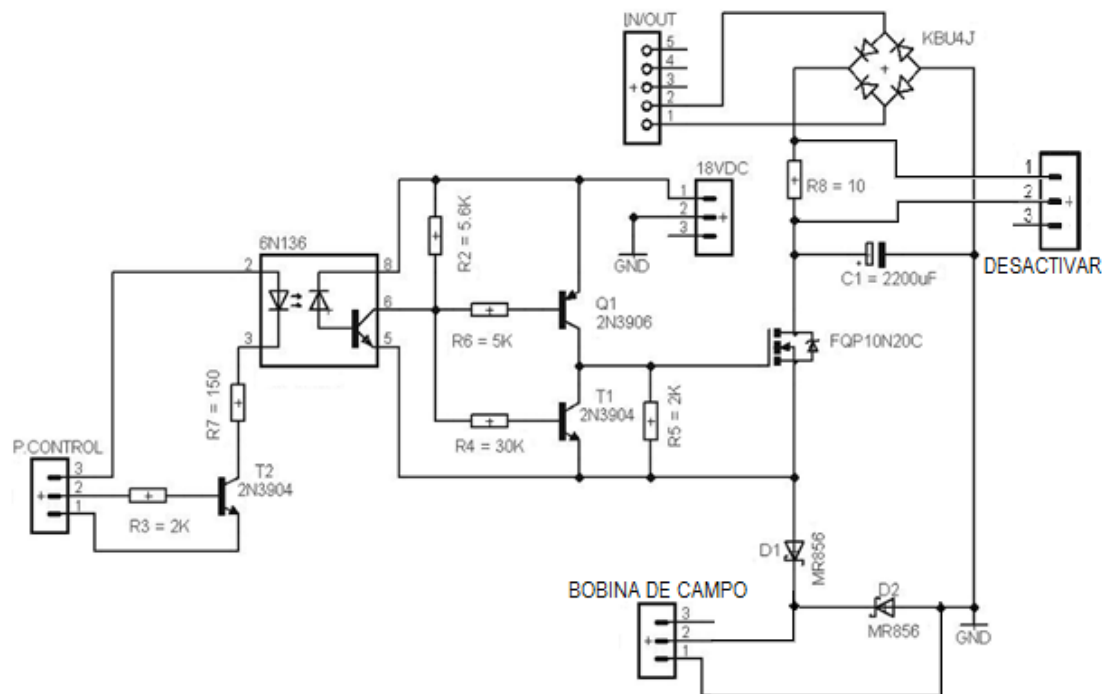 IN/OUT
5
4
3
2
1
+
KBU4J
+
18VDC
1
2
3
+
GND
R8 = 10
1
2
3
+
DESACTIVAR
C1 = 2200uF
6N136
2
3
8
6
5
R2 = 5.6K
R6 = 5K
Q1
2N3906
R4 = 30K
T1
2N3904
R5 = 2K
FQP10N20C
R7 = 150
P.CONTROL
3
2
1
+
R3 = 2K
T2
2N3904
D1
MR856
BOBINA DE CAMPO
3
2
1
+
D2
MR856
GND